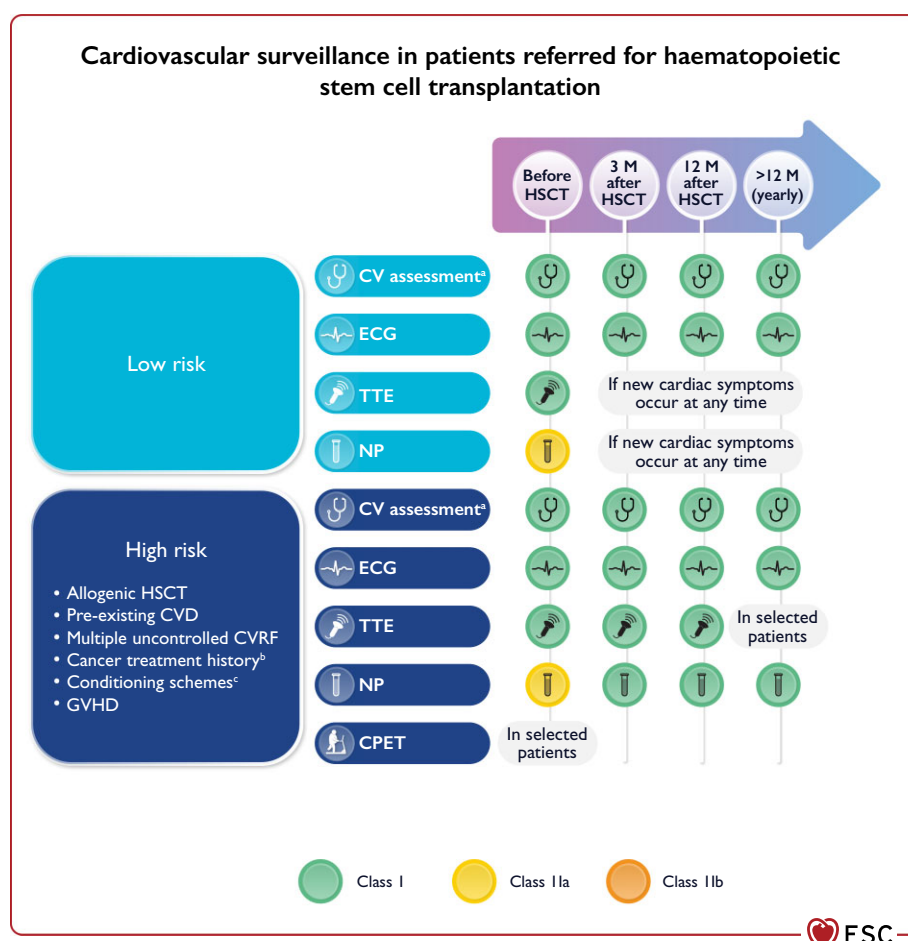 Cardiovascular surveillance in patients referred for haematopoietic
stem cell transplantation
Before
HSCT
3 M
after
HSCT
12 M
after
HSCT
>12 M
(yearly)
Low risk
CV assessmentᵃ
ECG
TTE
If new cardiac symptoms
occur at any time
NP
If new cardiac symptoms
occur at any time
High risk
• Allogenic HSCT
• Pre-existing CVD
• Multiple uncontrolled CVRF
• Cancer treatment historyᵇ
• Conditioning schemesᶜ
• GVHD
CV assessmentᵃ
ECG
TTE
In selected
patients
NP
CPET
In selected
patients
Class I
Class IIa
Class IIb
ESC